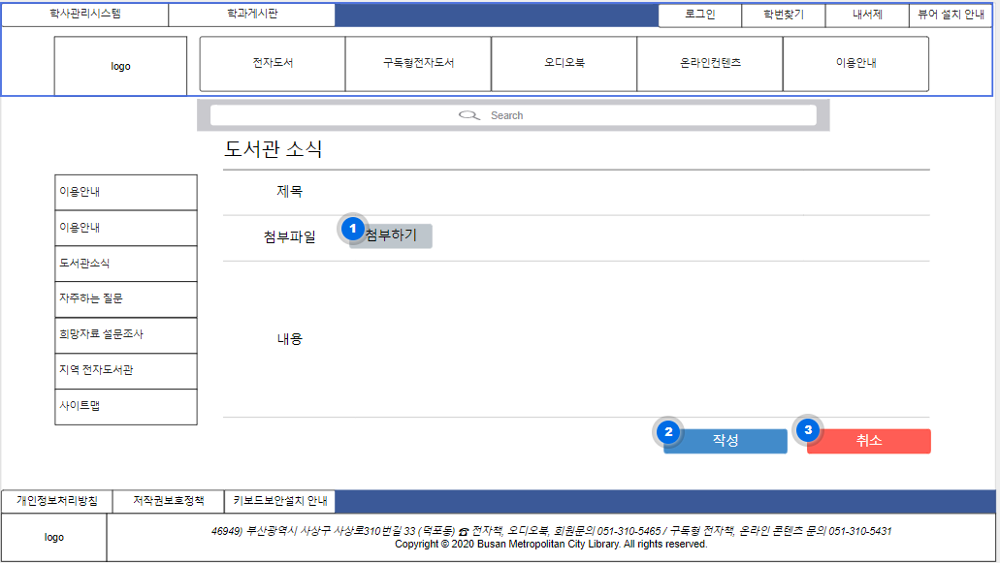 학사관리시스템
학과게시판
로그인
학번찾기
내서제
뷰어 설치 안내
logo
전자도서
구독형전자도서
오디오북
온라인컨텐츠
이용안내
Search
도서관 소식
이용안내
이용안내
도서관소식
자주하는 질문
희망자료 설문조사
지역 전자도서관
사이트맵
제목
첨부파일
1
첨부하기
내용
2
작성
3
취소
개인정보처리방침
저작권보호정책
키보드보안설치 안내
logo
46949) 부산광역시 사상구 사상로310번길 33 (덕포동) ☎ 전자책, 오디오북, 회원문의 051-310-5465 / 구독형 전자책, 온라인 콘텐츠 문의 051-310-5431
Copyright © 2020 Busan Metropolitan City Library. All rights reserved.